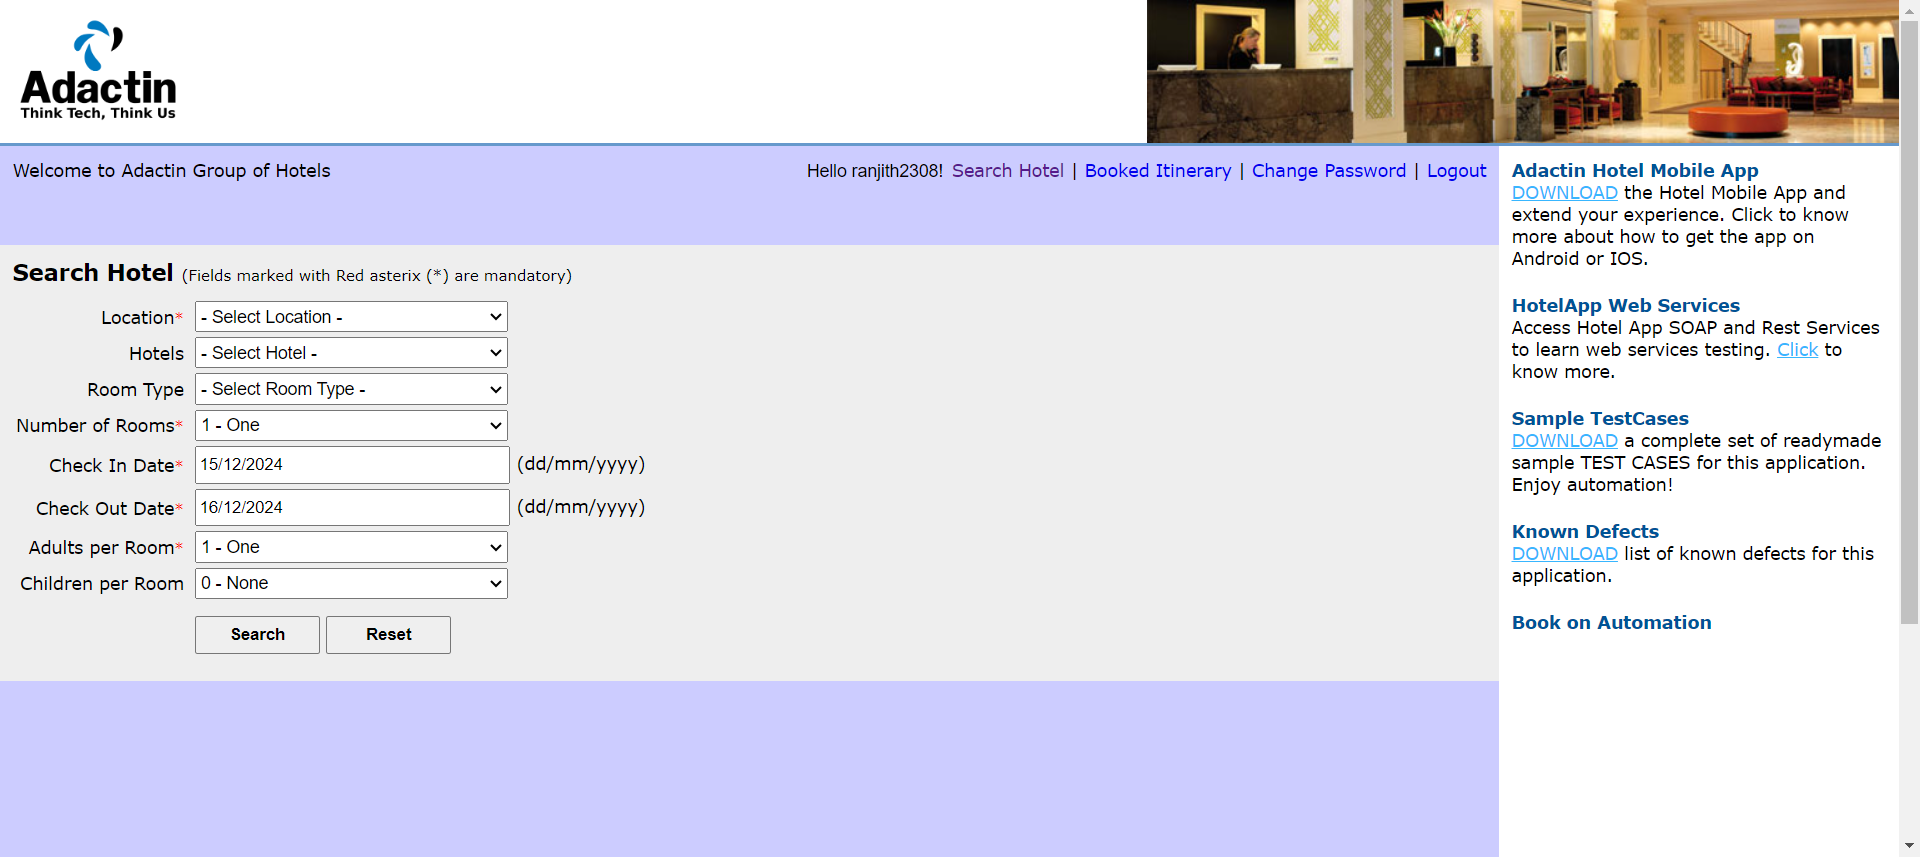 Adactin
Think Tech, Think Us
Welcome to Adactin Group of Hotels
Hello ranjith2308! Search Hotel | Booked Itinerary | Change Password | Logout
Search Hotel (Fields marked with Red asterix (*) are mandatory)
Location* - Select Location -
Hotels - Select Hotel -
Room Type - Select Room Type -
Number of Rooms* 1 - One
Check In Date* 15/12/2024 (dd/mm/yyyy)
Check Out Date* 16/12/2024 (dd/mm/yyyy)
Adults per Room* 1 - One
Children per Room 0 - None
Search Reset
Adactin Hotel Mobile App
DOWNLOAD the Hotel Mobile App and
extend your experience. Click to know
more about how to get the app on
Android or IOS.
HotelApp Web Services
Access Hotel App SOAP and Rest Services
to learn web services testing. Click to
know more.
Sample TestCases
DOWNLOAD a complete set of readymade
sample TEST CASES for this application.
Enjoy automation!
Known Defects
DOWNLOAD list of known defects for this
application.
Book on Automation